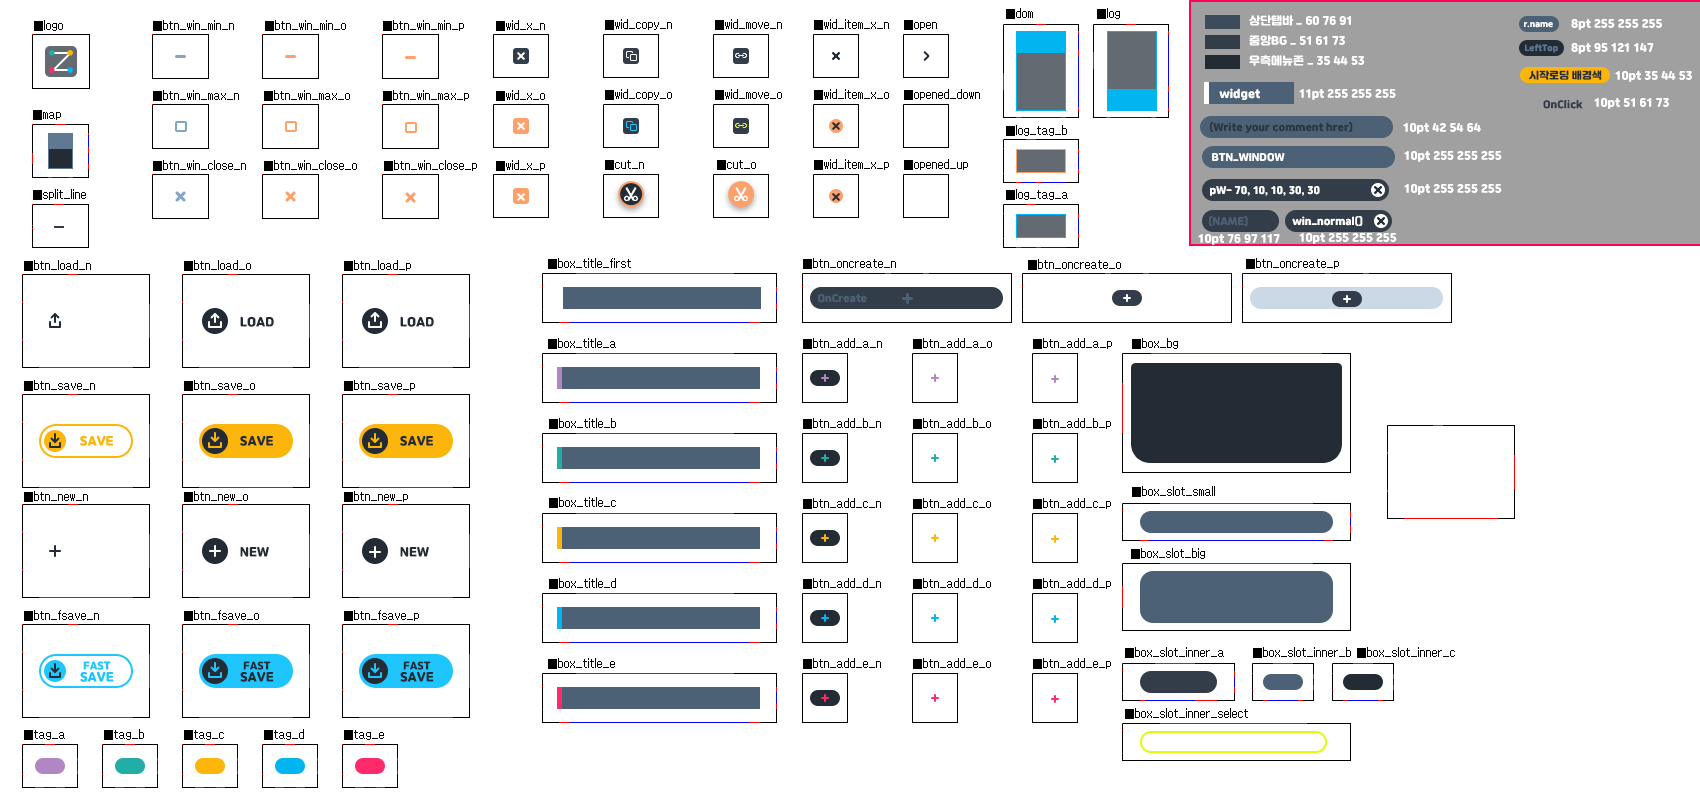 ■logo
■btn_win_min_n
■btn_win_min_o
■btn_win_min_p
■wid_x_n
■wid_copy_n
■wid_move_n
■wid_item_x_n
■open
■dom
■log
■btn_win_max_n
■btn_win_max_o
■btn_win_max_p
■wid_x_o
■wid_copy_o
■wid_move_o
■wid_item_x_o
■opened_down
■map
■log_tag_b
■btn_win_close_n
■btn_win_close_o
■btn_win_close_p
■wid_x_p
■cut_n
■cut_o
■wid_item_x_p
■opened_up
■split_line
■log_tag_a
상단탭바 _ 60 76 91
중앙BG _ 51 61 73
우측메뉴존 _ 35 44 53
widget 11pt 255 255 255
(Write your comment hrer) 10pt 42 54 64
BTN_WINDOW 10pt 255 255 255
pW- 70, 10, 10, 30, 30 10pt 255 255 255
(NAME) win_normal()
10pt 76 97 117 10pt 255 255 255
r.name 8pt 255 255 255
LeftTop 8pt 95 121 147
시작로딩 배경색 10pt 35 44 53
OnClick 10pt 51 61 73
■btn_load_n
■btn_load_o
LOAD
■btn_load_p
LOAD
■btn_save_n
SAVE
■btn_save_o
SAVE
■btn_save_p
SAVE
■btn_new_n
■btn_new_o
NEW
■btn_new_p
NEW
■btn_fsave_n
FAST
SAVE
■btn_fsave_o
FAST
SAVE
■btn_fsave_p
FAST
SAVE
■tag_a
■tag_b
■tag_c
■tag_d
■tag_e
■box_title_first
■box_title_a
■box_title_b
■box_title_c
■box_title_d
■box_title_e
■btn_oncreate_n
OnCreate
■btn_oncreate_o
■btn_oncreate_p
■btn_add_a_n
■btn_add_a_o
■btn_add_a_p
■btn_add_b_n
■btn_add_b_o
■btn_add_b_p
■btn_add_c_n
■btn_add_c_o
■btn_add_c_p
■btn_add_d_n
■btn_add_d_o
■btn_add_d_p
■btn_add_e_n
■btn_add_e_o
■btn_add_e_p
■box_bg
■box_slot_small
■box_slot_big
■box_slot_inner_a
■box_slot_inner_b
■box_slot_inner_c
■box_slot_inner_select